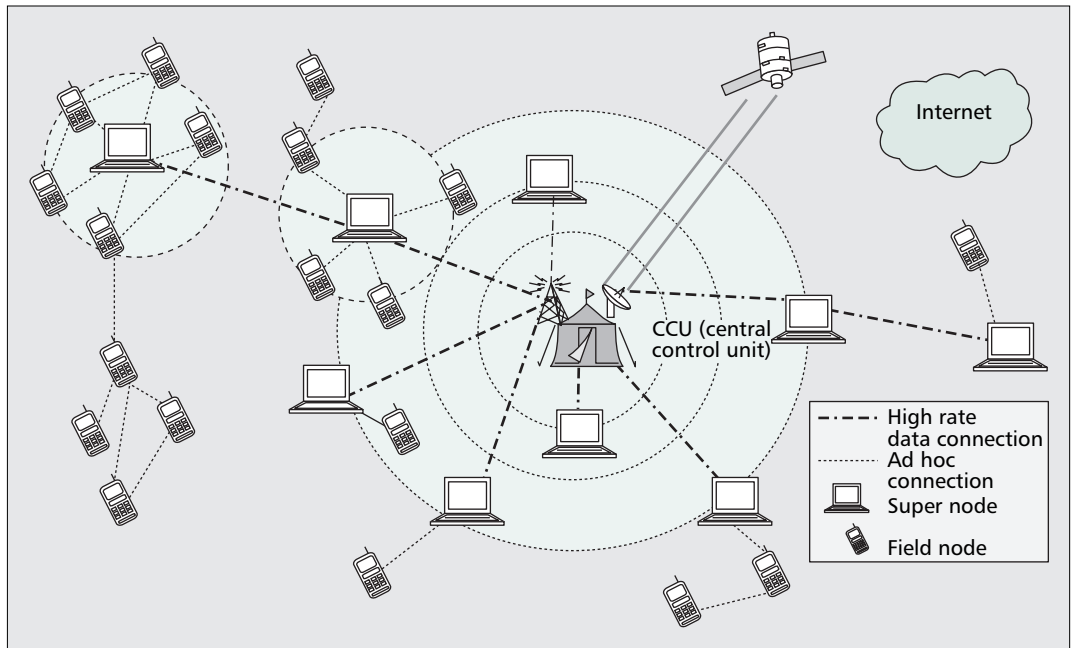 Internet
CCU (central
control unit)
High rate
data connection
Ad hoc
connection
Super node
Field node